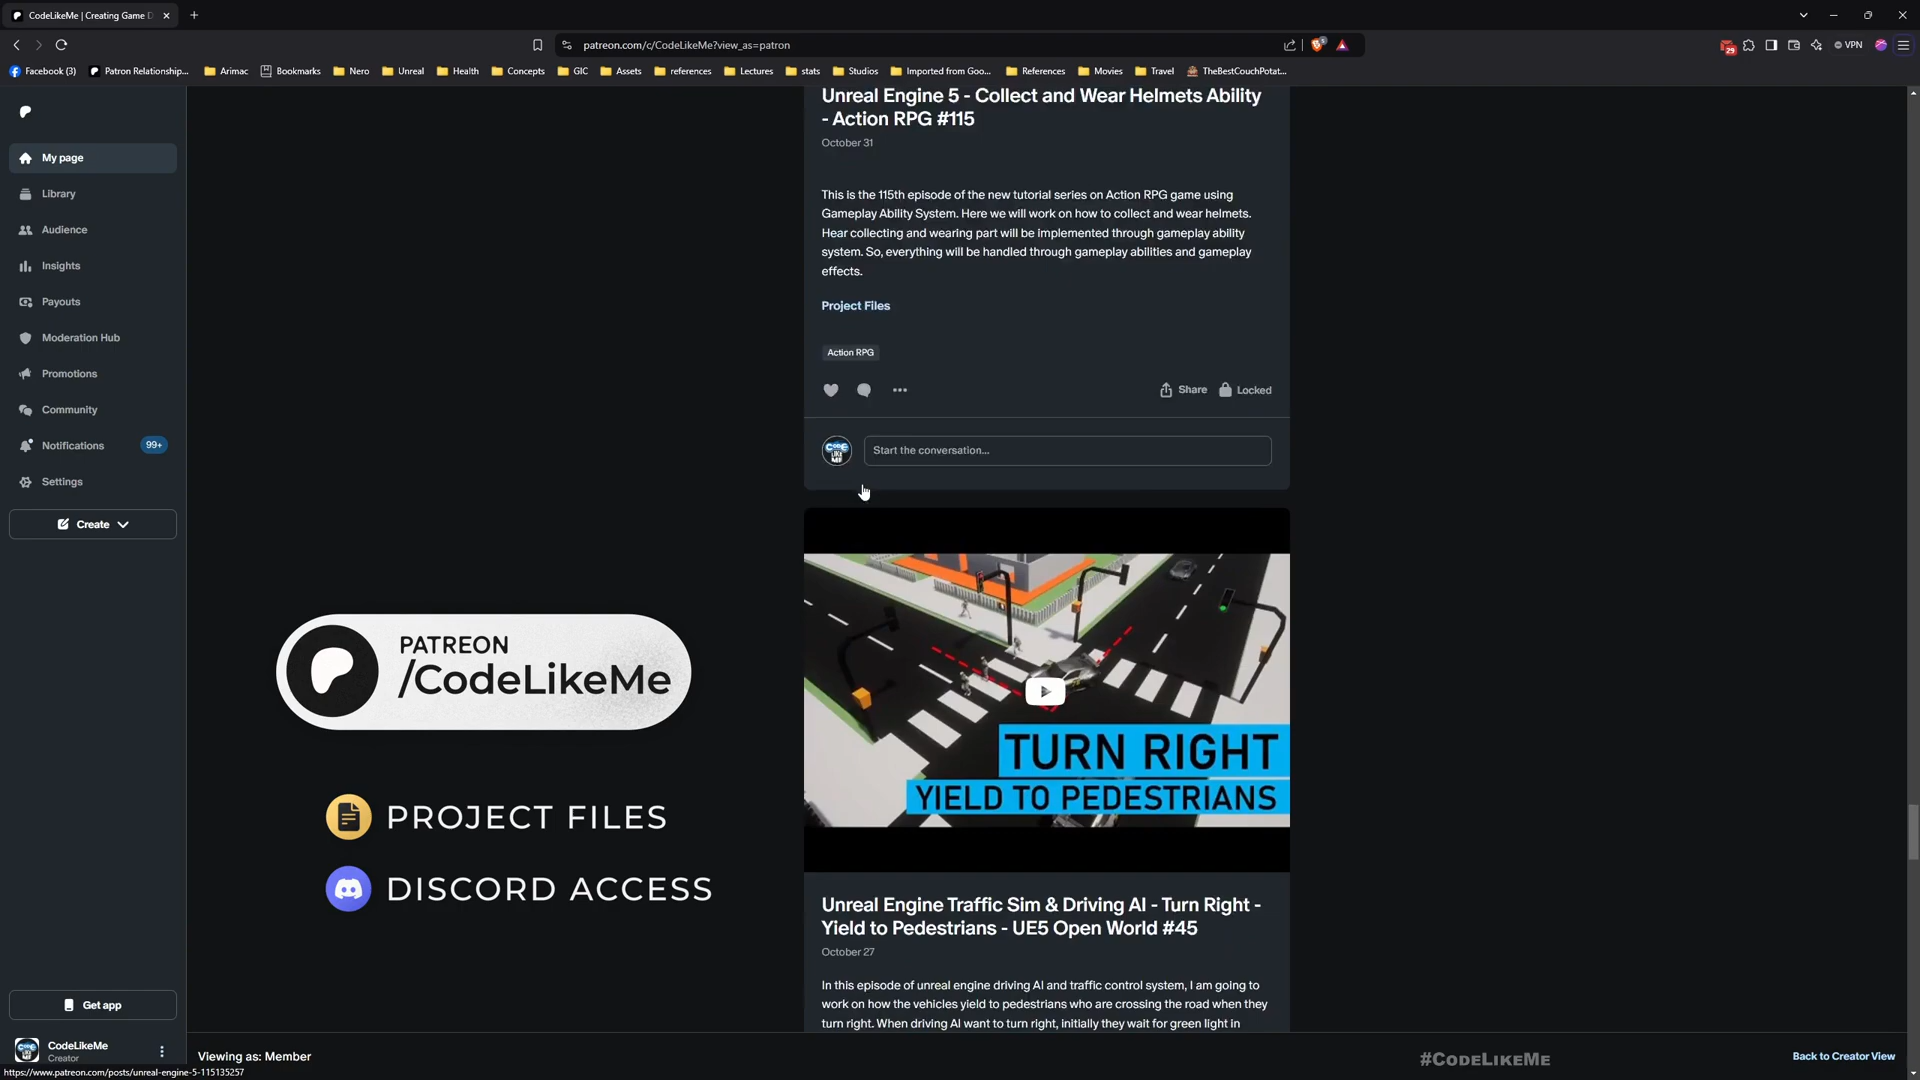 CodeLikeMe | Creating Game D
patreon.com/c/CodeLikeMe?view_as=patron
29
VPN
Facebook (3)
Patron Relationship...
Arimac
Bookmarks
Nero
Unreal
Health
Concepts
GIC
Assets
references
Lectures
stats
Studios
Imported from Goo...
References
Movies
Travel
TheBestCouchPotat...
My page
Library
Audience
Insights
Payouts
Moderation Hub
Promotions
Community
Notifications 99+
Settings
Create
Get app
CodeLikeMe
Creator
Unreal Engine 5 - Collect and Wear Helmets Ability
- Action RPG #115
October 31
This is the 115th episode of the new tutorial series on Action RPG game using
Gameplay Ability System. Here we will work on how to collect and wear helmets.
Hear collecting and wearing part will be implemented through gameplay ability
system. So, everything will be handled through gameplay abilities and gameplay
effects.
Project Files
Action RPG
Share
Locked
CODE
LIKE
ME
Start the conversation...
PATREON
/CodeLikeMe
PROJECT FILES
DISCORD ACCESS
TURN RIGHT
YIELD TO PEDESTRIANS
Unreal Engine Traffic Sim & Driving AI - Turn Right -
Yield to Pedestrians - UE5 Open World #45
October 27
In this episode of unreal engine driving AI and traffic control system, I am going to
work on how the vehicles yield to pedestrians who are crossing the road when they
turn right. When driving AI want to turn right, initially they wait for green light in
Viewing as: Member
#CodeLikeMe
Back to Creator View
https://www.patreon.com/posts/unreal-engine-5-115135257